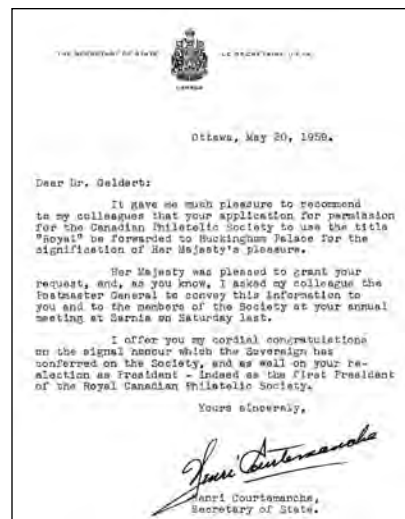 THE SECRETARY OF STATE
LE SECRÉTAIRE D'ÉTAT
CANADA
Ottawa, May 20, 1959.
Dear Dr. Geldert:
It gave me much pleasure to recommend
to my colleagues that your application for permission
for the Canadian Philatelic Society to use the title
"Royal" be forwarded to Buckingham Palace for the
signification of Her Majesty's pleasure.
Her Majesty was pleased to grant your
request, and, as you know, I asked my colleague the
Postmaster General to convey this information to
you and to the members of the Society at your annual
meeting at Sarnia on Saturday last.
I offer you my cordial congratulations
on the signal honour which the Sovereign has
conferred on the Society, and as well on your re-
election as President - indeed as the first President
of the Royal Canadian Philatelic Society.
Yours sincerely,
Henri Courtemanche
Henri Courtemanche,
Secretary of State.